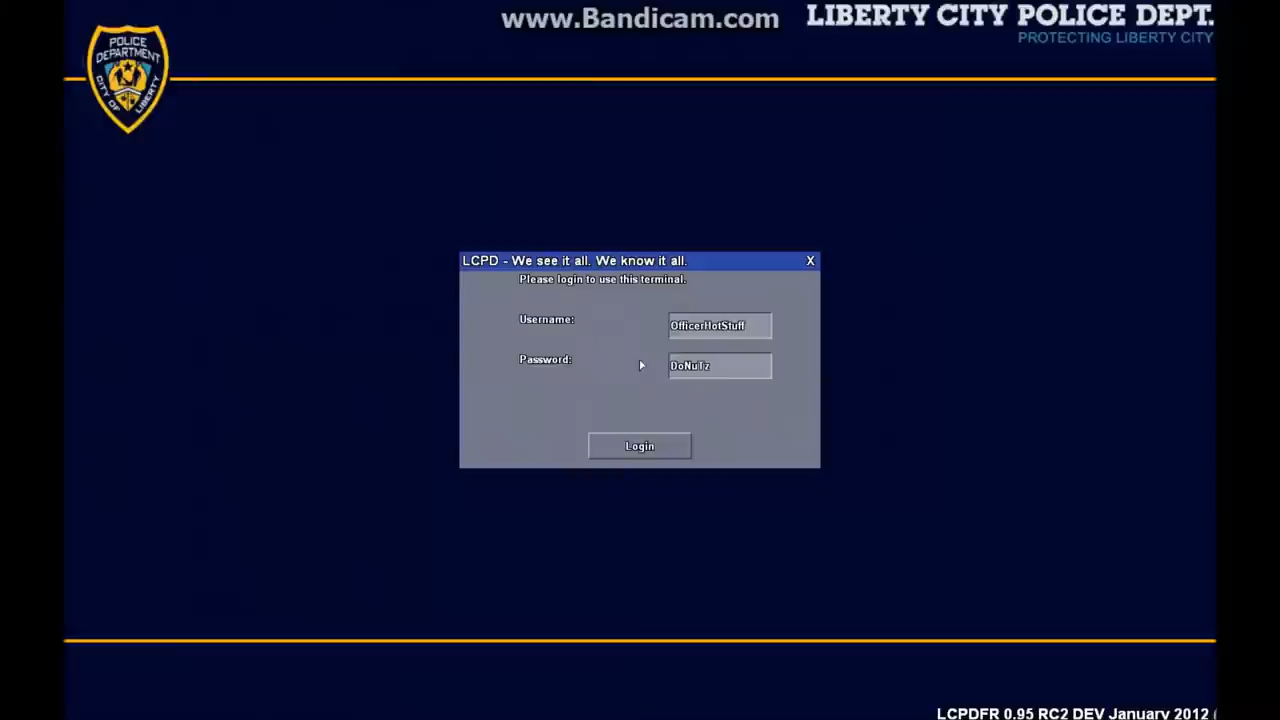 www.Bandicam.com
LIBERTY CITY POLICE DEPT.
PROTECTING LIBERTY CITY
POLICE
DEPARTMENT
CITY OF LIBERTY
LCPD - We see it all. We know it all. X
Please login to use this terminal.
Username: OfficerHotStuff
Password: DoNuTz
Login
LCPDFR 0.95 RC2 DEV January 2012 (